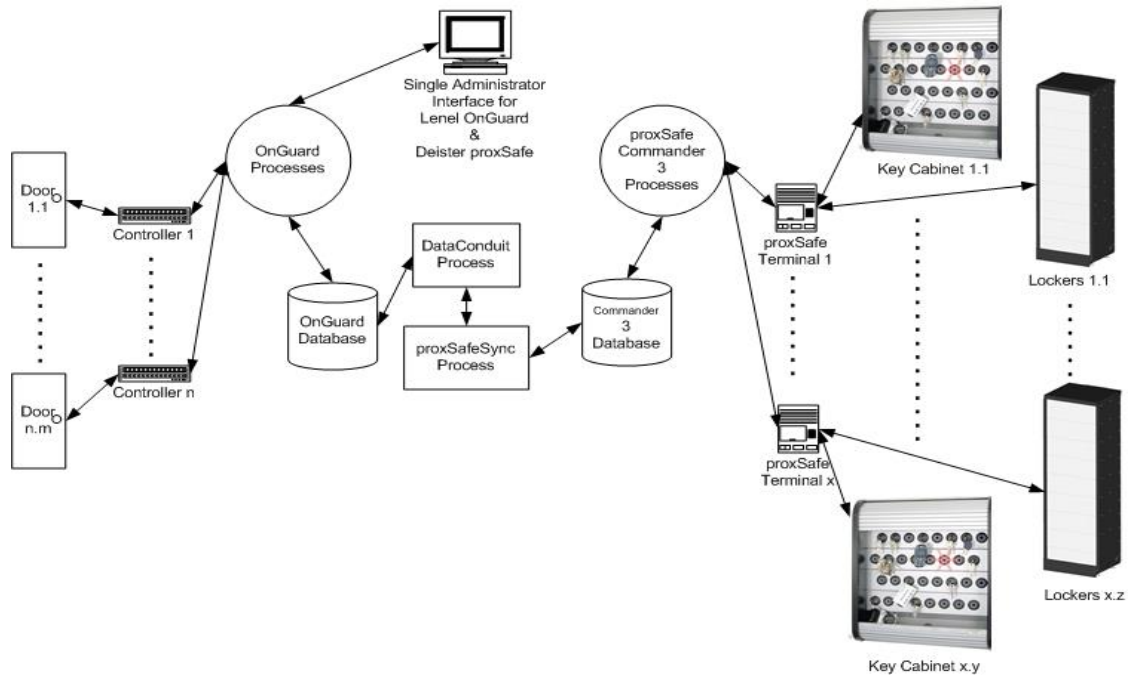 Single Administrator
Interface for
Lenel OnGuard
&
Deister proxSafe
OnGuard
Processes
proxSafe
Commander
3
Processes
Key Cabinet 1.1
Door
1.1
Controller 1
proxSafe
Terminal 1
Lockers 1.1
DataConduit
Process
OnGuard
Database
proxSafeSync
Process
Commander
3
Database
Door
n.m
Controller n
proxSafe
Terminal x
Key Cabinet x.y
Lockers x.z